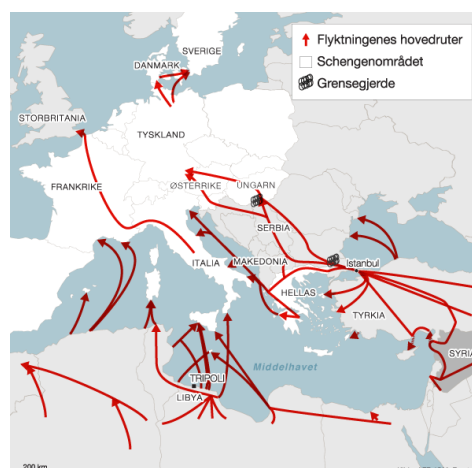 SVERIGE
Flyktningenes hovedruter
Schengenområdet
Grensegjerde
DANMARK
STORBRITANIA
TYSKLAND
FRANKRIKE
ØSTERRIKE
UNGARN
SERBIA
ITALIA
MAKEDONIA
Istanbul
HELLAS
TYRKIA
Middelhavet
SYRIA
TRIPOLI
LIBYA
200 km